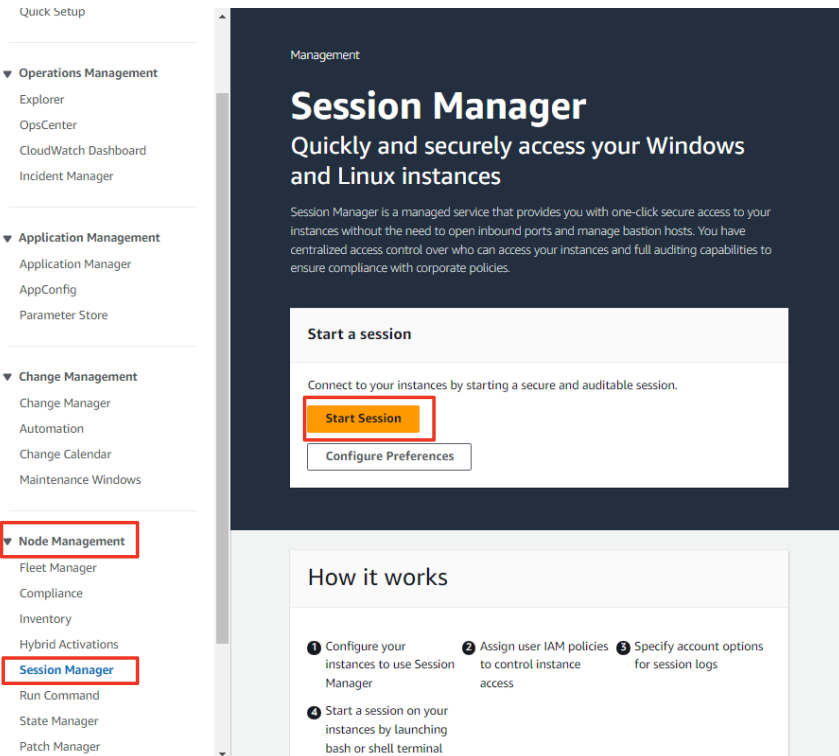 Quick Setup
Operations Management
Explorer
OpsCenter
CloudWatch Dashboard
Incident Manager
Application Management
Application Manager
AppConfig
Parameter Store
Change Management
Change Manager
Automation
Change Calendar
Maintenance Windows
Node Management
Fleet Manager
Compliance
Inventory
Hybrid Activations
Session Manager
Run Command
State Manager
Patch Manager
Management
Session Manager
Quickly and securely access your Windows
and Linux instances
Session Manager is a managed service that provides you with one-click secure access to your
instances without the need to open inbound ports and manage bastion hosts. You have
centralized access control over who can access your instances and full auditing capabilities to
ensure compliance with corporate policies.
Start a session
Connect to your instances by starting a secure and auditable session.
Start Session
Configure Preferences
How it works
1 Configure your
instances to use Session
Manager
2 Assign user IAM policies
to control instance
access
3 Specify account options
for session logs
4 Start a session on your
instances by launching
bash or shell terminal